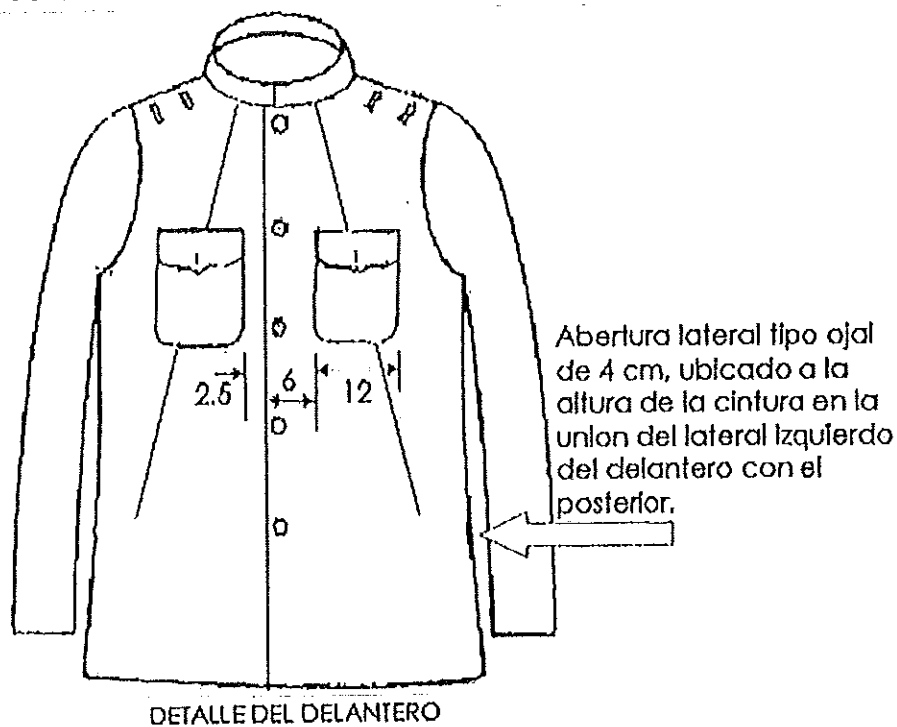 Abertura lateral tipo ojal
de 4 cm, ubicado a la
altura de la cintura en la
union del lateral Izquierdo
del delantero con el
posterior.
2.5 6 12
DETALLE DEL DELANTERO